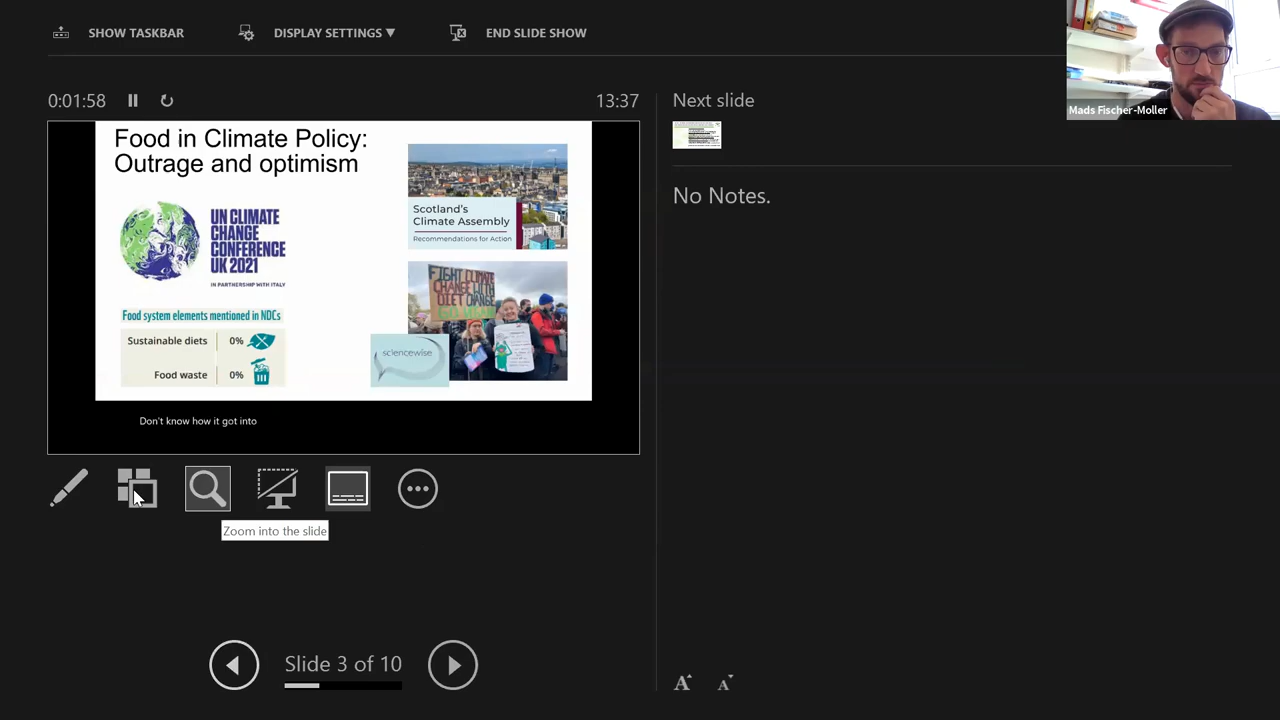 SHOW TASKBAR
DISPLAY SETTINGS ▼
END SLIDE SHOW
Mads Fischer-Moller
0:01:58
13:37
Food in Climate Policy:
Outrage and optimism
UN CLIMATE
CHANGE
CONFERENCE
UK 2021
IN PARTNERSHIP WITH ITALY
Food system elements mentioned in NDCs
Sustainable diets 0%
Food waste 0%
Scotland's
Climate Assembly
Recommendations for Action
FIGHT CLIMATE
CHANGE WITH
DIET CHANGE
sciencewise
Don't know how it got into
Zoom into the slide
Slide 3 of 10
Next slide
No Notes.
A A